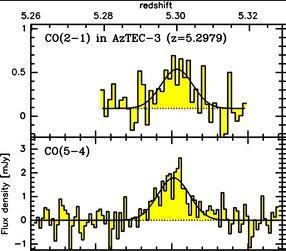 redshift
5.26 5.28 5.30 5.32
CO(2-1) in AzTEC-3 (z=5.2979)
1
0.5
0
CO(5-4)
3
2
1
0
-1
Flux density [mJy]